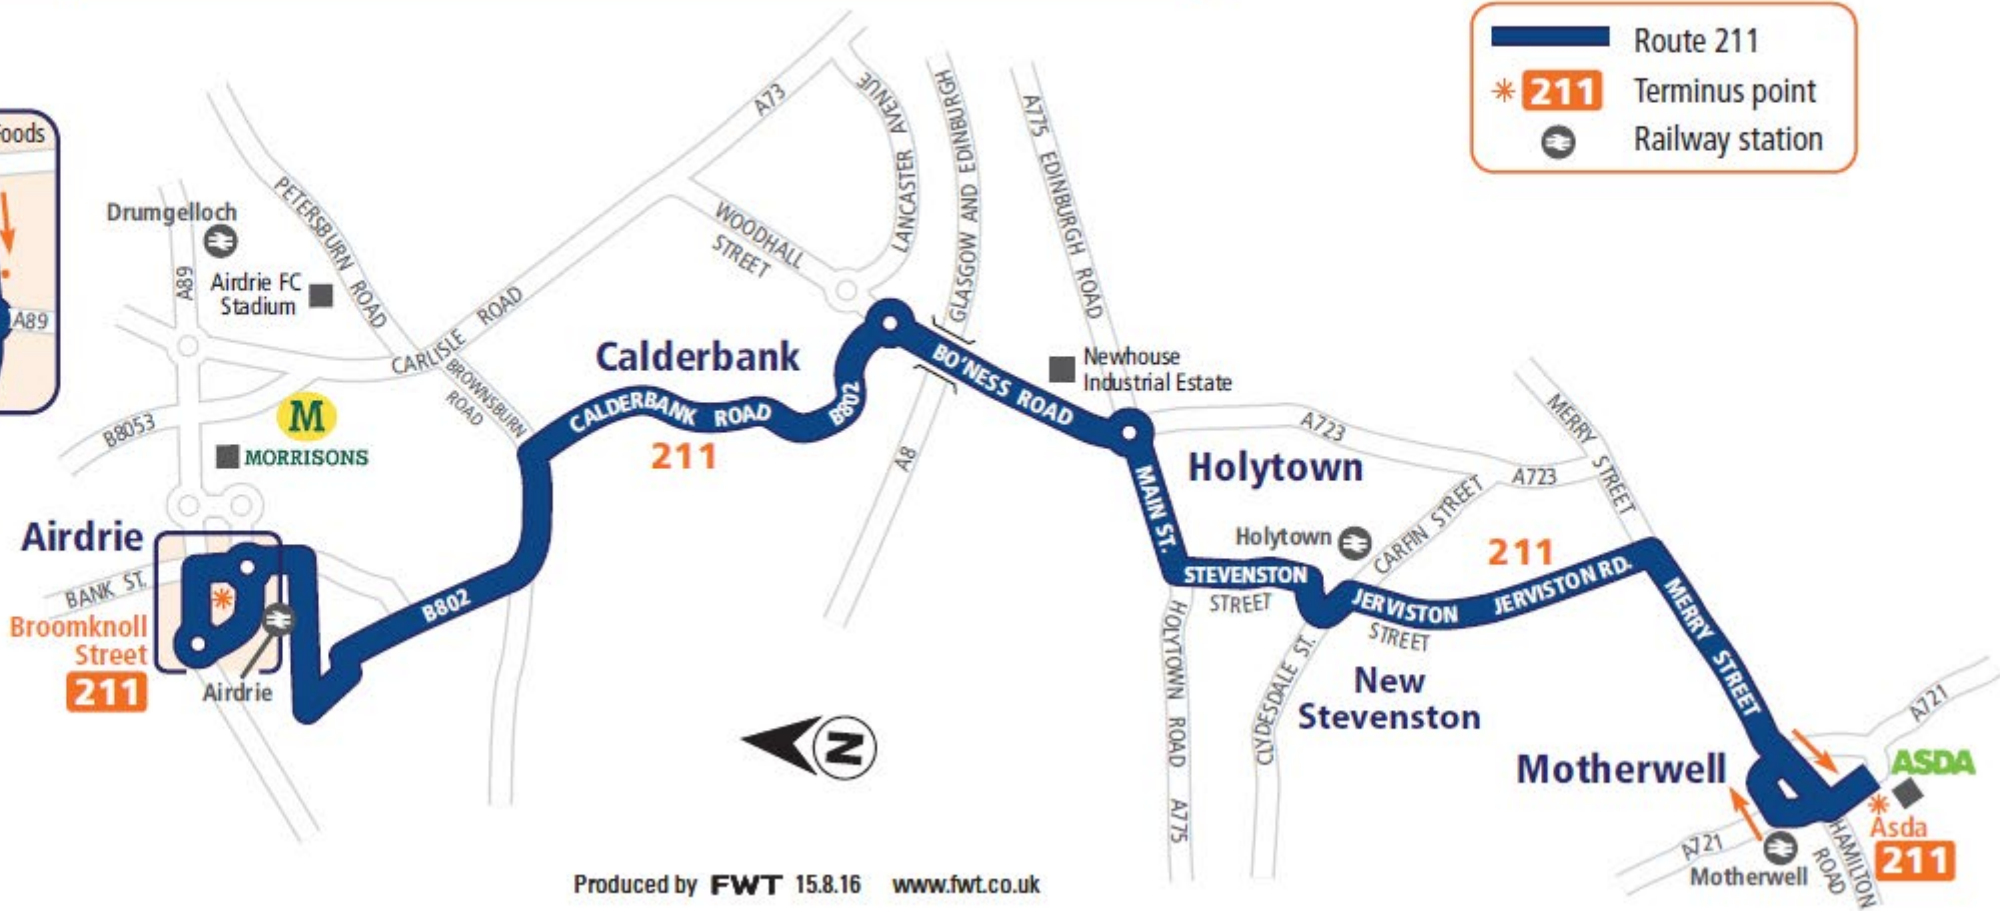 Route 211
211
Terminus point
Railway station
A73
LANCASTER AVENUE
GLASGOW AND EDINBURGH
A775 EDINBURGH ROAD
A89
Drumgelloch
PETERSBURN ROAD
A89
Airdrie FC
Stadium
WOODHALL
STREET
CARLISLE ROAD
BROWNSBURN
ROAD
Calderbank
BO'NESS ROAD
Newhouse
Industrial Estate
CALDERBANK ROAD
B802
211
B8053
M
MORRISONS
A8
A723
A723
MERRY STREET
Holytown
MAIN ST.
Holytown
CARFIN STREET
211
Airdrie
BANK ST.
B802
STEVENSTON
STREET
JERVISTON
STREET
JERVISTON RD.
Broomknoll
Street
211
Airdrie
HOLYTOWN ROAD A775
CLYDESDALE ST.
New
Stevenston
MERRY STREET
N
Motherwell
A721
ASDA
Asda
211
A721
Motherwell
HAMILTON
ROAD
Produced by FWT 15.8.16 www.fwt.co.uk